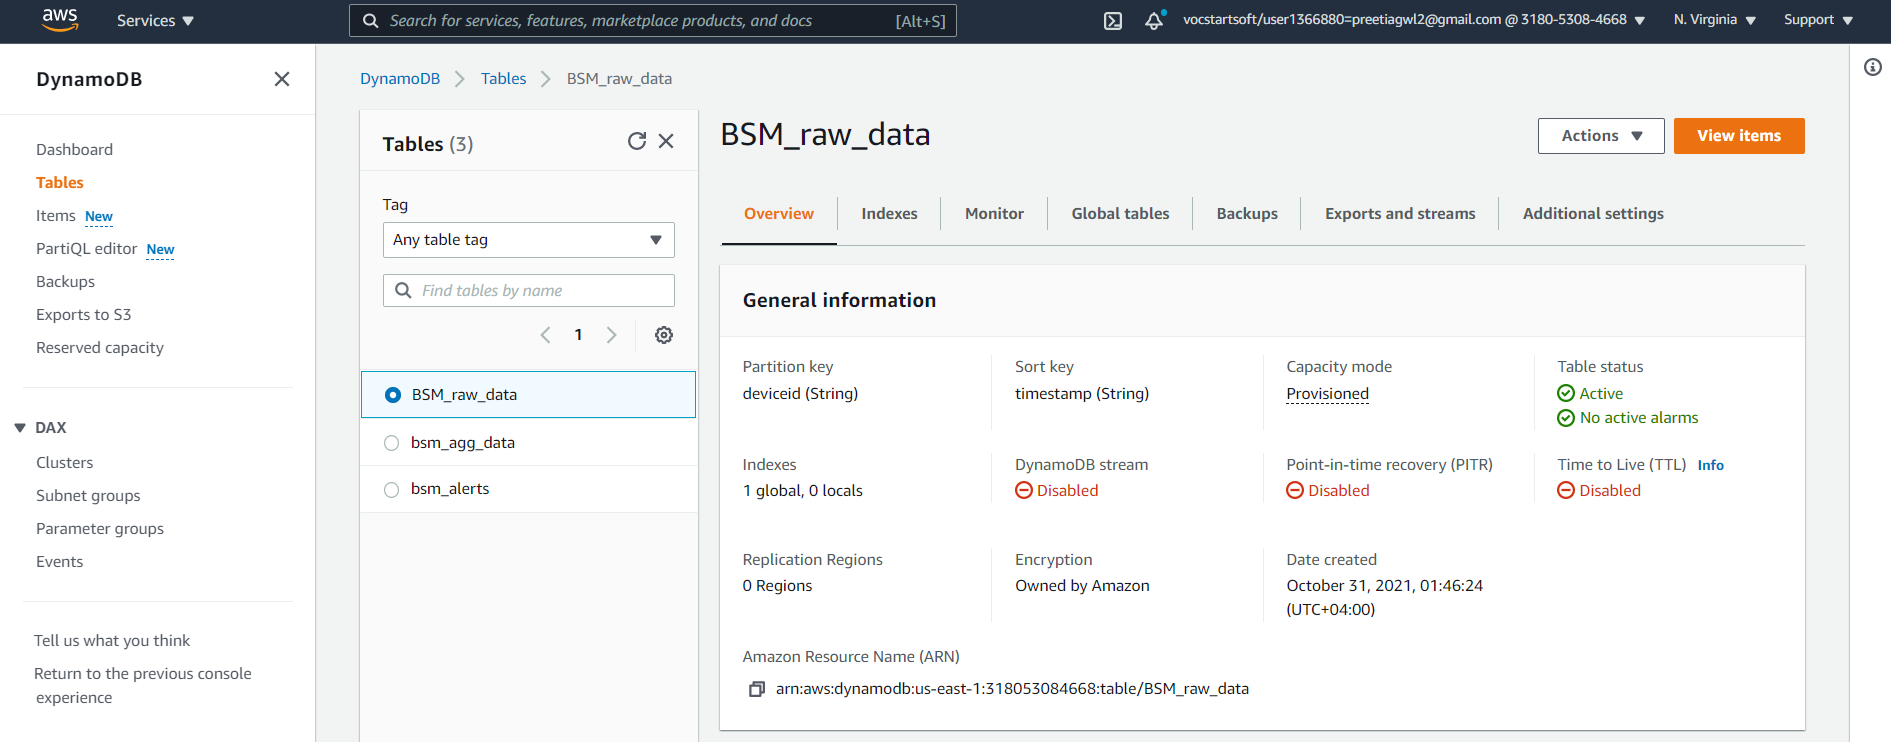 aws
Services
Search for services, features, marketplace products, and docs [Alt+S]
vocstartsoft/user1366880=preetiagwl2@gmail.com @ 3180-5308-4668
N. Virginia
Support
DynamoDB
Dashboard
Tables
Items New
PartiQL editor New
Backups
Exports to S3
Reserved capacity
DAX
Clusters
Subnet groups
Parameter groups
Events
Tell us what you think
Return to the previous console
experience
DynamoDB
Tables
BSM_raw_data
Tables (3)
Tag
Any table tag
Find tables by name
1
BSM_raw_data
bsm_agg_data
bsm_alerts
BSM_raw_data
Actions
View items
Overview
Indexes
Monitor
Global tables
Backups
Exports and streams
Additional settings
General information
Partition key
deviceid (String)
Sort key
timestamp (String)
Capacity mode
Provisioned
Table status
Active
No active alarms
Indexes
1 global, 0 locals
DynamoDB stream
Disabled
Point-in-time recovery (PITR)
Disabled
Time to Live (TTL) Info
Disabled
Replication Regions
0 Regions
Encryption
Owned by Amazon
Date created
October 31, 2021, 01:46:24
(UTC+04:00)
Amazon Resource Name (ARN)
arn:aws:dynamodb:us-east-1:318053084668:table/BSM_raw_data